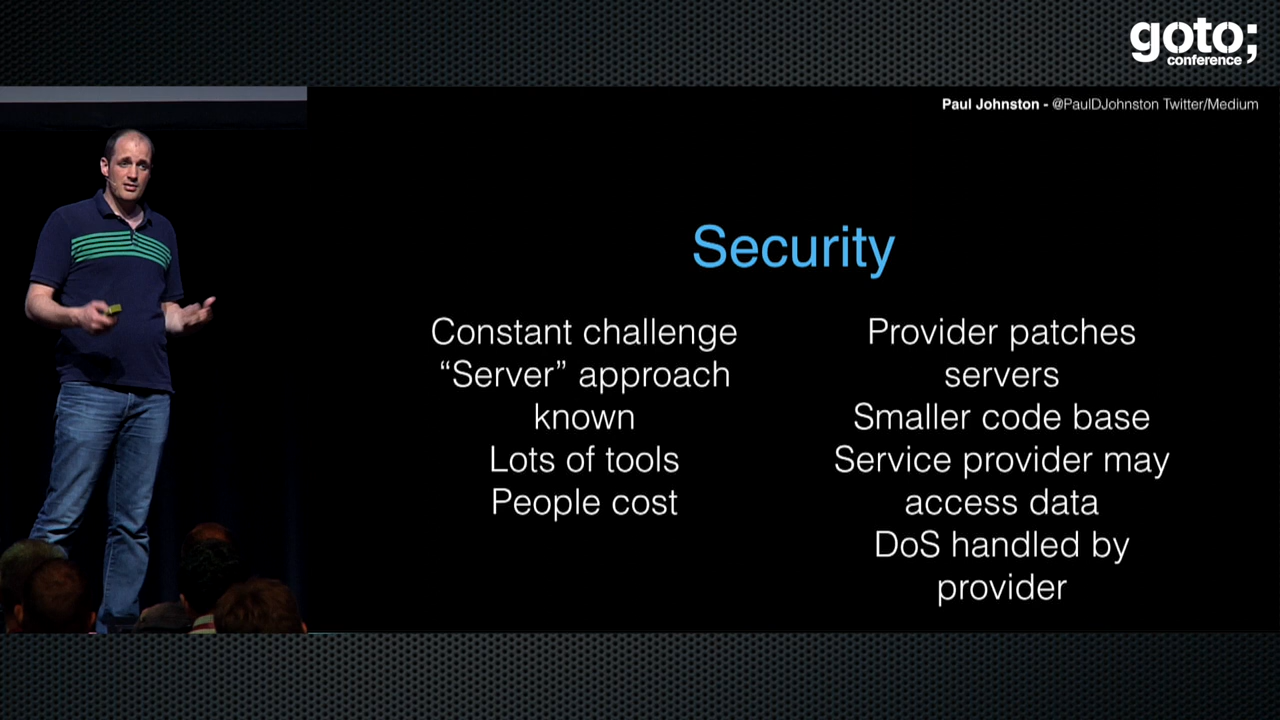 goto;
conference
Paul Johnston - @PaulDJohnston Twitter/Medium
Security
Constant challenge
“Server” approach
known
Lots of tools
People cost
Provider patches
servers
Smaller code base
Service provider may
access data
DoS handled by
provider